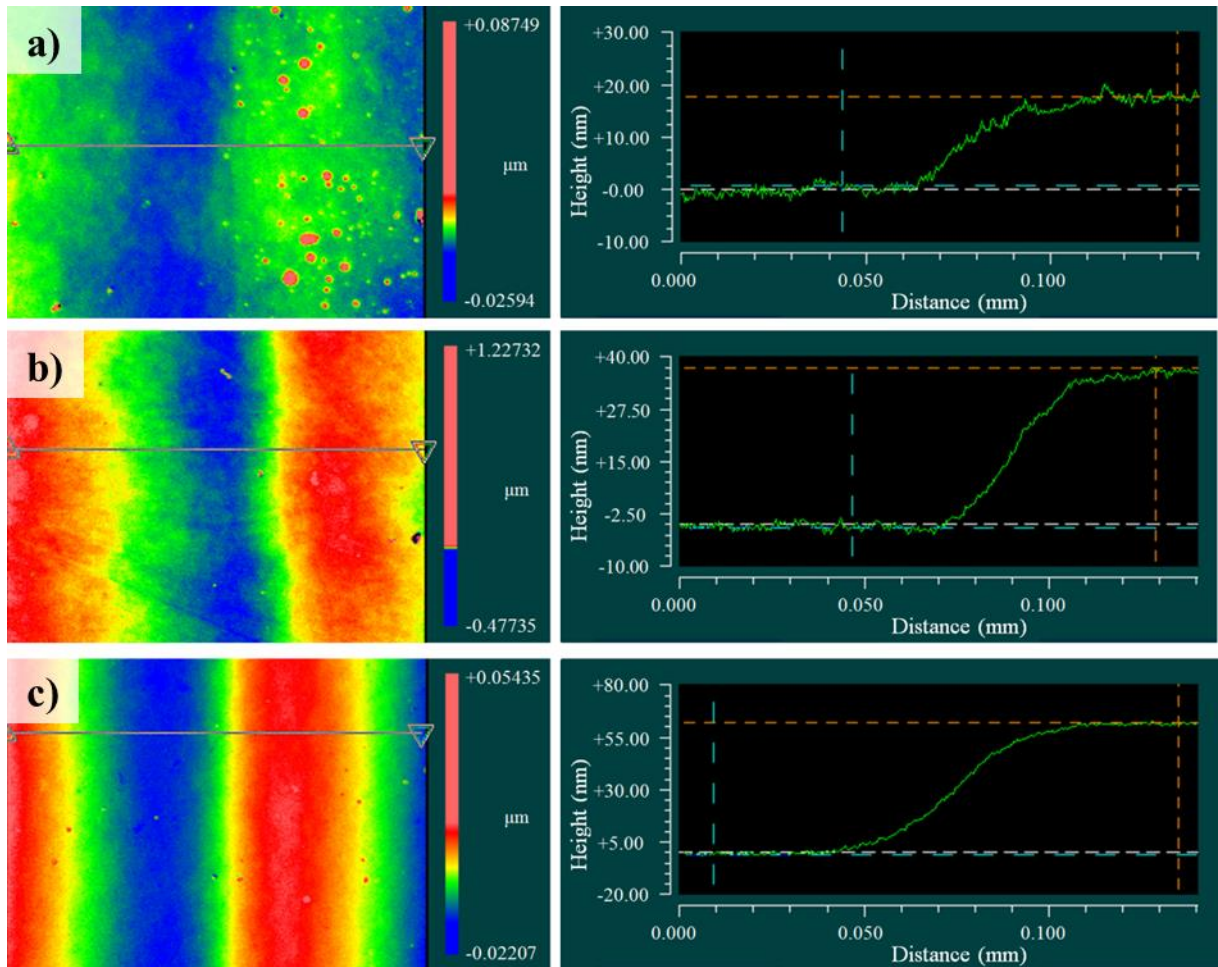 a)
+0.08749
μm
-0.02594
Height (nm)
+30.00
+20.00
+10.00
-0.00
-10.00
0.000
0.050
0.100
Distance (mm)
b)
+1.22732
μm
-0.47735
Height (nm)
+40.00
+27.50
+15.00
-2.50
-10.00
0.000
0.050
0.100
Distance (mm)
c)
+0.05435
μm
-0.02207
Height (nm)
+80.00
+55.00
+30.00
+5.00
-20.00
0.000
0.050
0.100
Distance (mm)